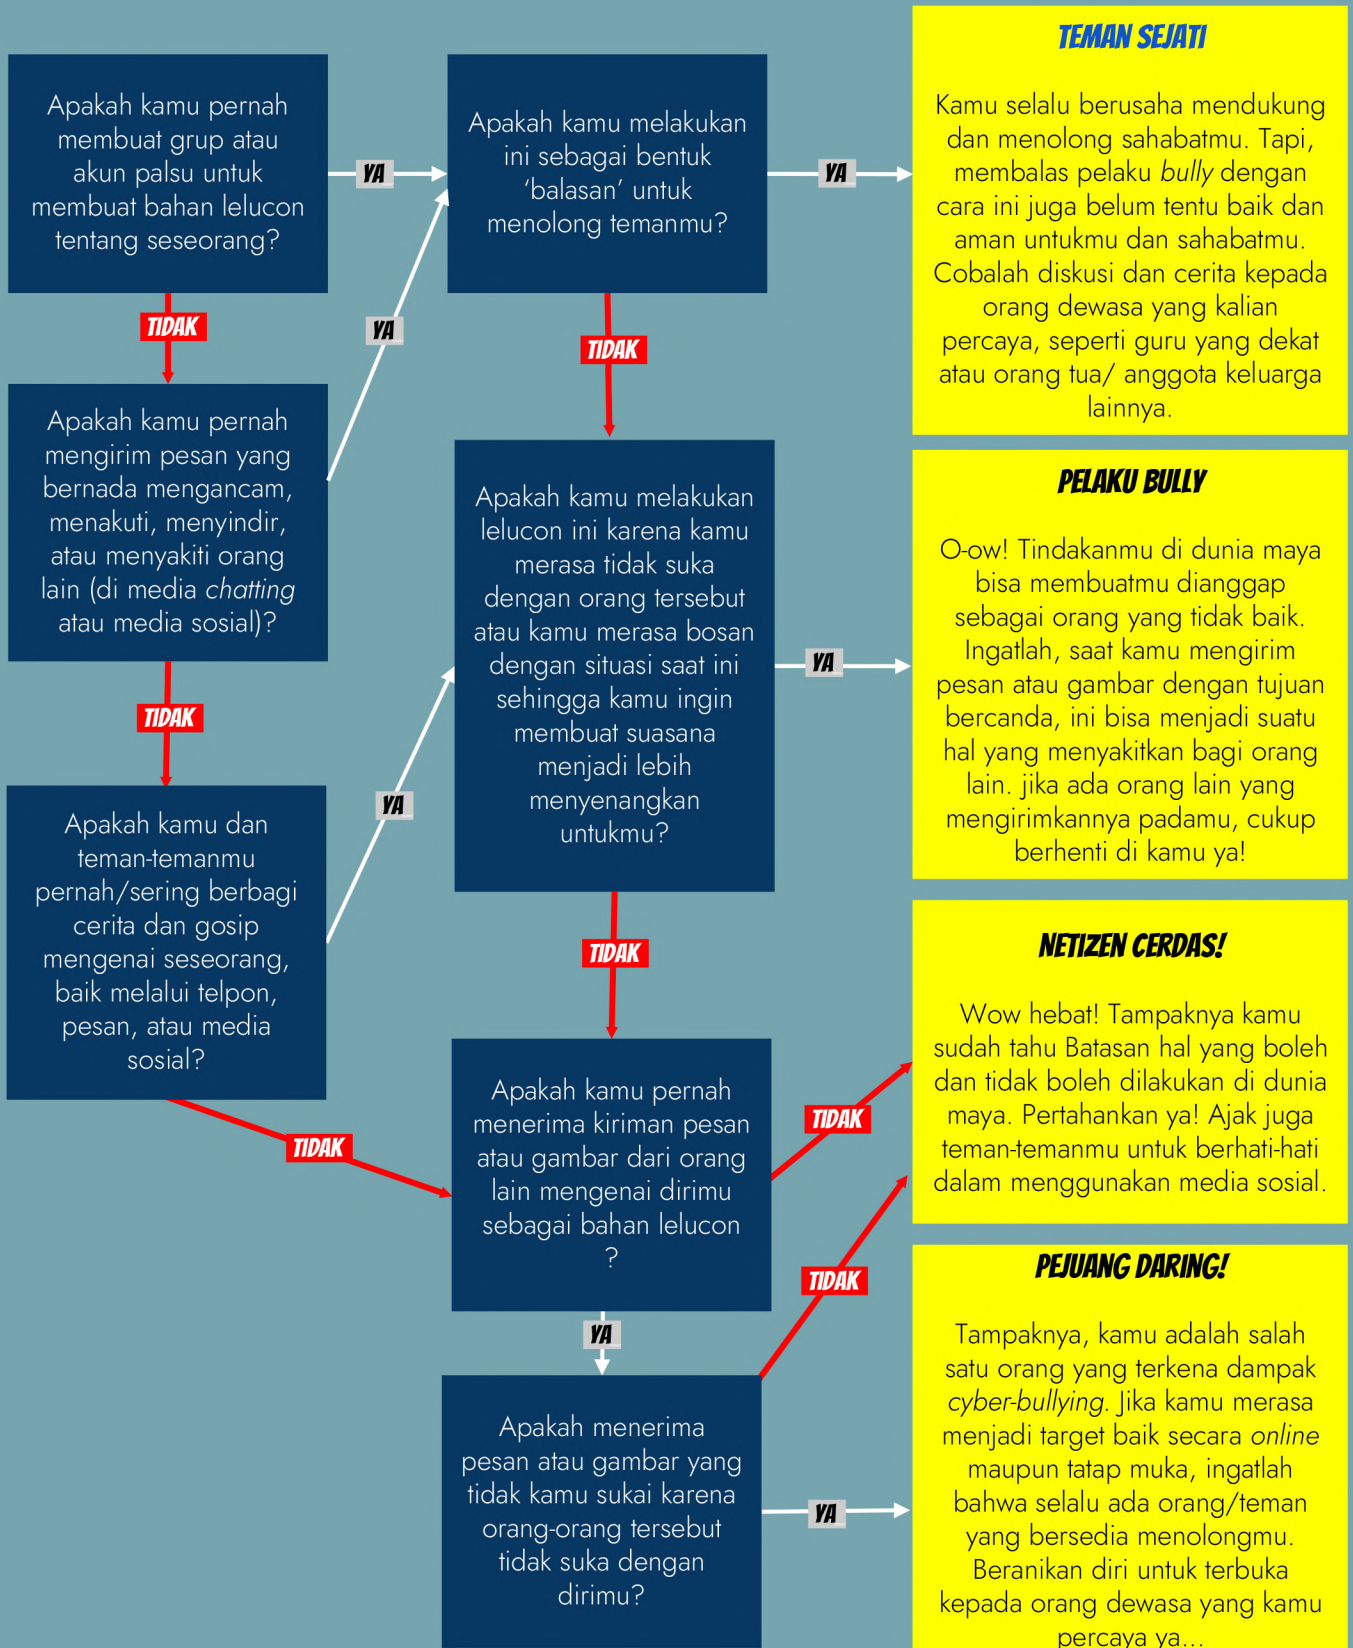 Apakah kamu pernah
membuat grup atau
akun palsu untuk
membuat bahan lelucon
tentang seseorang?
YA
TIDAK
Apakah kamu pernah
mengirim pesan yang
bernada mengancam,
menakuti, menyindir,
atau menyakiti orang
lain (di media chatting
atau media sosial)?
YA
TIDAK
Apakah kamu dan
teman-temanmu
pernah/sering berbagi
cerita dan gosip
mengenai seseorang,
baik melalui telpon,
pesan, atau media
sosial?
YA
TIDAK
Apakah kamu melakukan
ini sebagai bentuk
‘balasan’ untuk
menolong temanmu?
YA
TIDAK
Apakah kamu melakukan
lelucon ini karena kamu
merasa tidak suka
dengan orang tersebut
atau kamu merasa bosan
dengan situasi saat ini
sehingga kamu ingin
membuat suasana
menjadi lebih
menyenangkan
untukmu?
YA
TIDAK
Apakah kamu pernah
menerima kiriman pesan
atau gambar dari orang
lain mengenai dirimu
sebagai bahan lelucon
?
TIDAK
YA
Apakah menerima
pesan atau gambar yang
tidak kamu sukai karena
orang-orang tersebut
tidak suka dengan
dirimu?
TIDAK
YA
TEMAN SEJATI
Kamu selalu berusaha mendukung
dan menolong sahabatmu. Tapi,
membalas pelaku bully dengan
cara ini juga belum tentu baik dan
aman untukmu dan sahabatmu.
Cobalah diskusi dan cerita kepada
orang dewasa yang kalian
percaya, seperti guru yang dekat
atau orang tua/ anggota keluarga
lainnya.
PELAKU BULLY
O-ow! Tindakanmu di dunia maya
bisa membuatmu dianggap
sebagai orang yang tidak baik.
Ingatlah, saat kamu mengirim
pesan atau gambar dengan tujuan
bercanda, ini bisa menjadi suatu
hal yang menyakitkan bagi orang
lain. jika ada orang lain yang
mengirimkannya padamu, cukup
berhenti di kamu ya!
NETIZEN CERDAS!
Wow hebat! Tampaknya kamu
sudah tahu Batasan hal yang boleh
dan tidak boleh dilakukan di dunia
maya. Pertahankan ya! Ajak juga
teman-temanmu untuk berhati-hati
dalam menggunakan media sosial.
PEJUANG DARING!
Tampaknya, kamu adalah salah
satu orang yang terkena dampak
cyber-bullying. Jika kamu merasa
menjadi target baik secara online
maupun tatap muka, ingatlah
bahwa selalu ada orang/teman
yang bersedia menolongmu.
Beranikan diri untuk terbuka
kepada orang dewasa yang kamu
percaya ya...